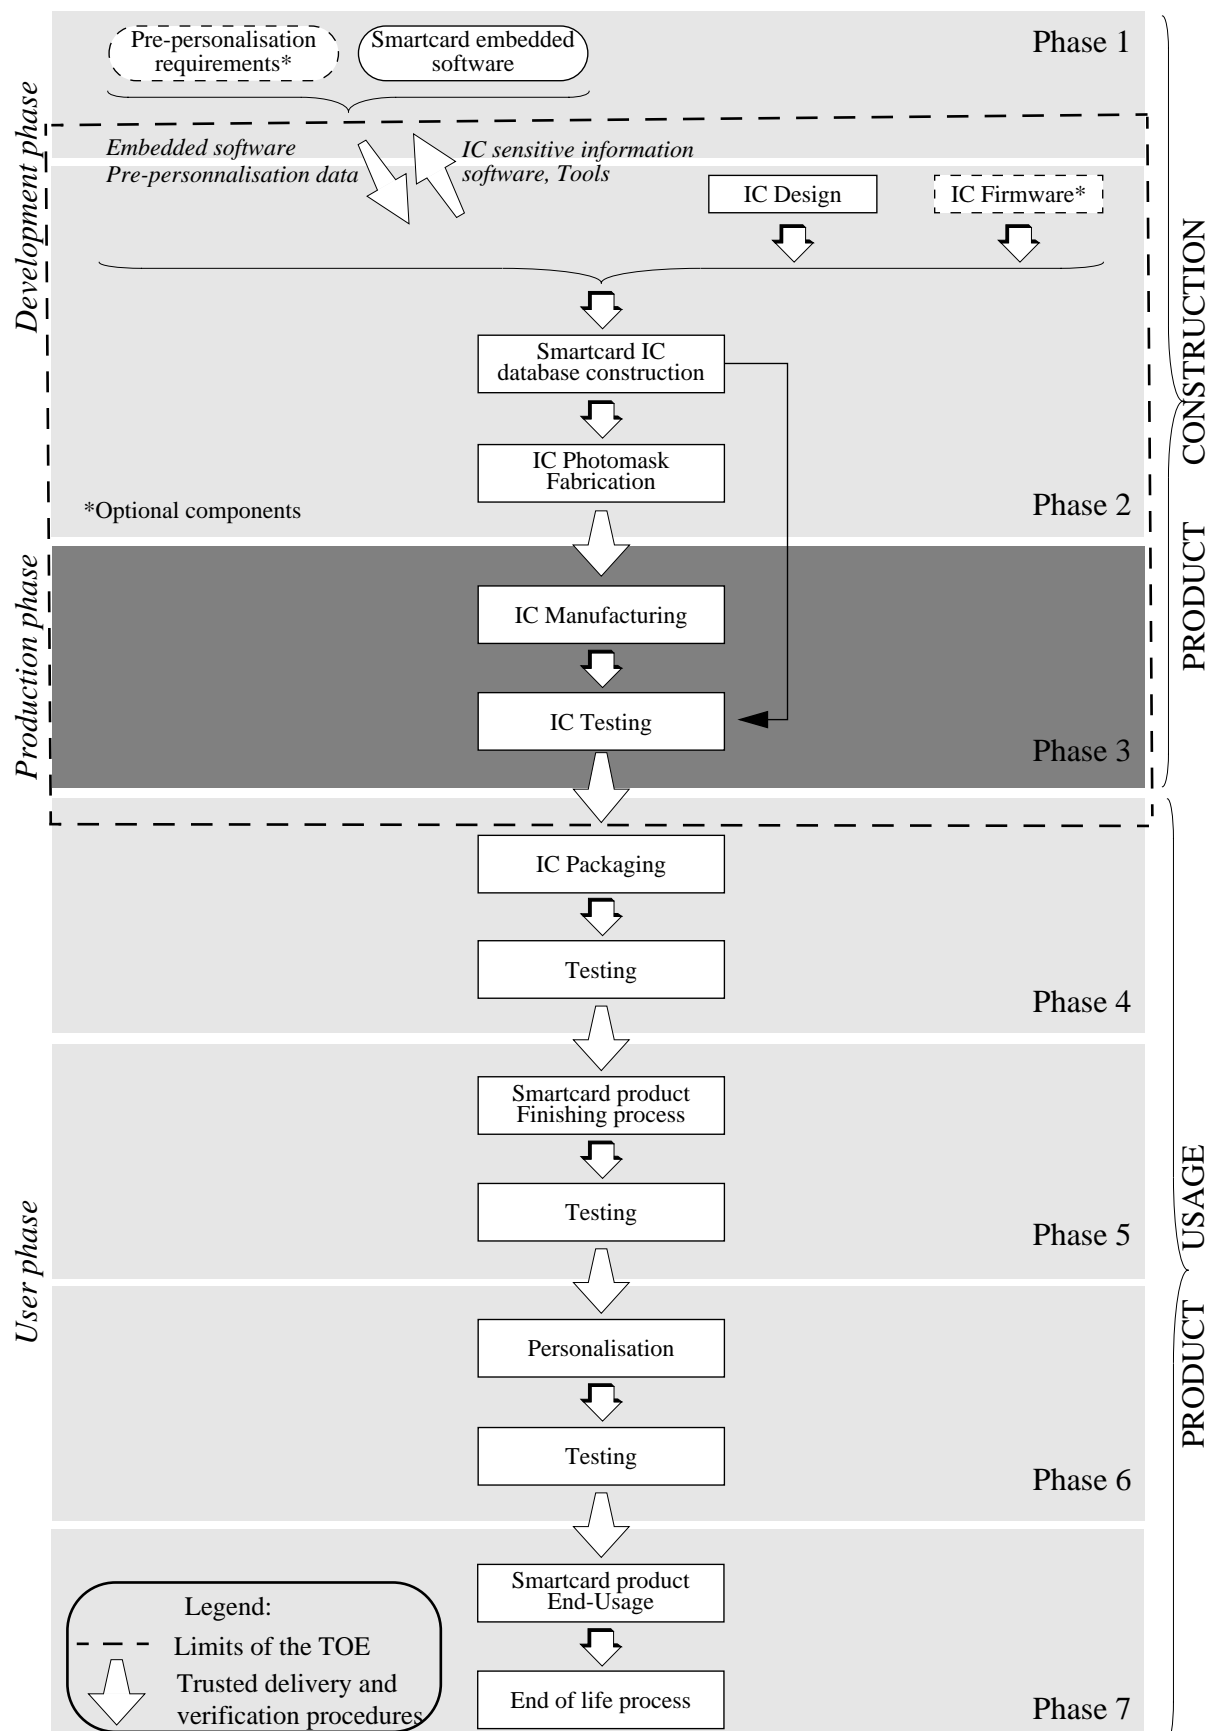 Pre-personalisation
requirements*
Smartcard embedded
software
Phase 1
Development phase
Embedded software
Pre-personnalisation data
IC sensitive information
software, Tools
IC Design
IC Firmware*
Smartcard IC
database construction
IC Photomask
Fabrication
*Optional components
Phase 2
PRODUCT CONSTRUCTION
Production phase
IC Manufacturing
IC Testing
Phase 3
IC Packaging
Testing
Phase 4
Smartcard product
Finishing process
Testing
Phase 5
User phase
PRODUCT USAGE
Personalisation
Testing
Phase 6
Smartcard product
End-Usage
End of life process
Phase 7
Legend:
Limits of the TOE
Trusted delivery and
verification procedures